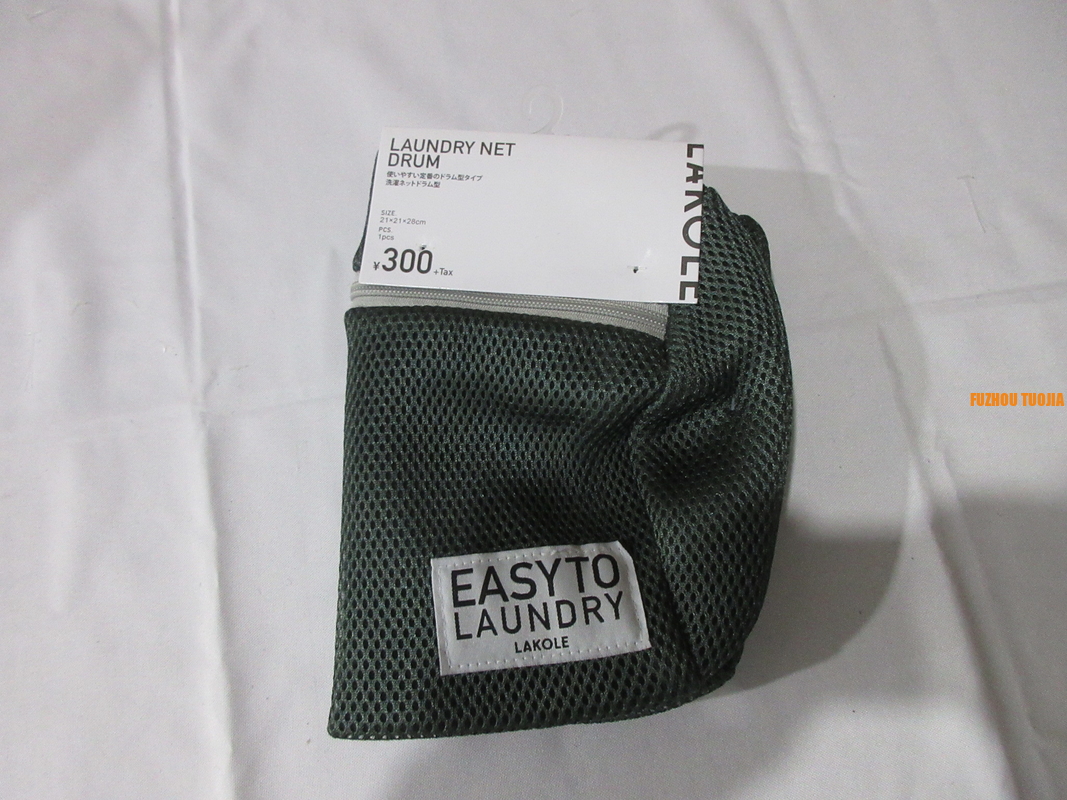 LAUNDRY NET
DRUM
使いやすい定番のドラム型タイプ
洗濯ネットドラム型
SIZE.
21×21×28cm
PCS.
1pcs
¥300+Tax
LAKOLE
EASYTO
LAUNDRY
LAKOLE
FUZHOU TUOJIA